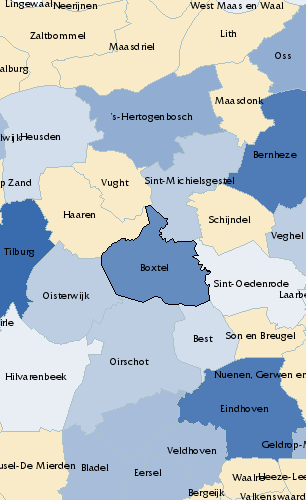 Lingewaal Neerijnen
West Maas en Waal
Zaltbommel
Lith
Maasdriel
Oss
alburg
Maasdonk
's-Hertogenbosch
lwijk Heusden
Bernheze
p Zand
Vught
Sint-Michielsgestel
Haaren
Schijndel
Veghel
Tilburg
Boxtel
Sint-Oedenrode
Oisterwijk
Laarbe
irle
Best
Son en Breugel
Oirschot
Hilvarenbeek
Nuenen, Gerwen en
Eindhoven
Veldhoven
Geldrop-M
usel-De Mierden
Bladel
Eersel
Waalre
Heeze-Lee
Bergeijk
Valkenswaard